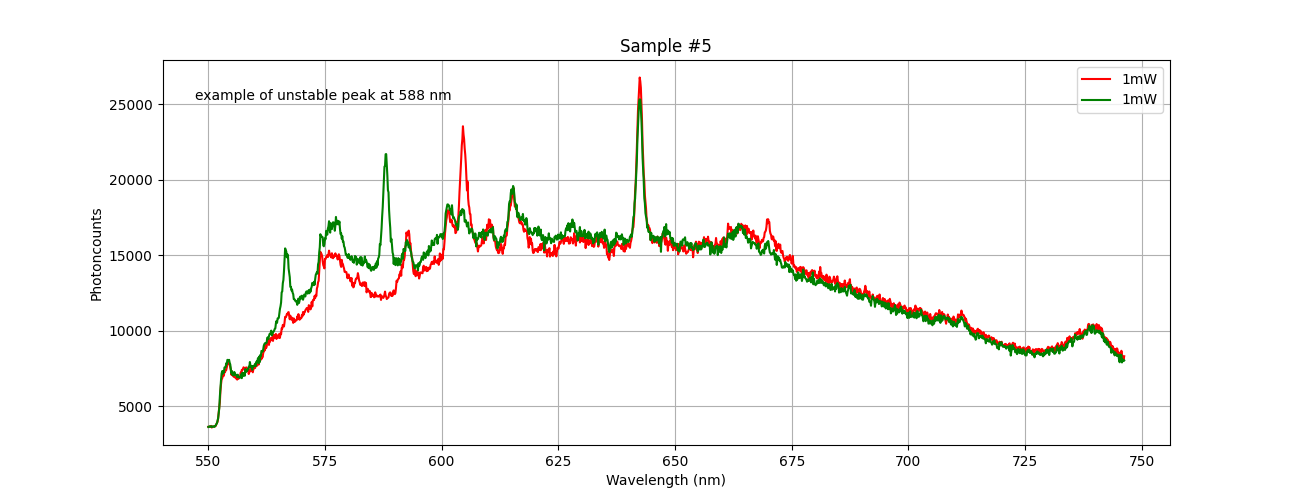 Sample #5
example of unstable peak at 588 nm
1mW
1mW
Photoncounts
25000
20000
15000
10000
5000
550 575 600 625 650 675 700 725 750
Wavelength (nm)